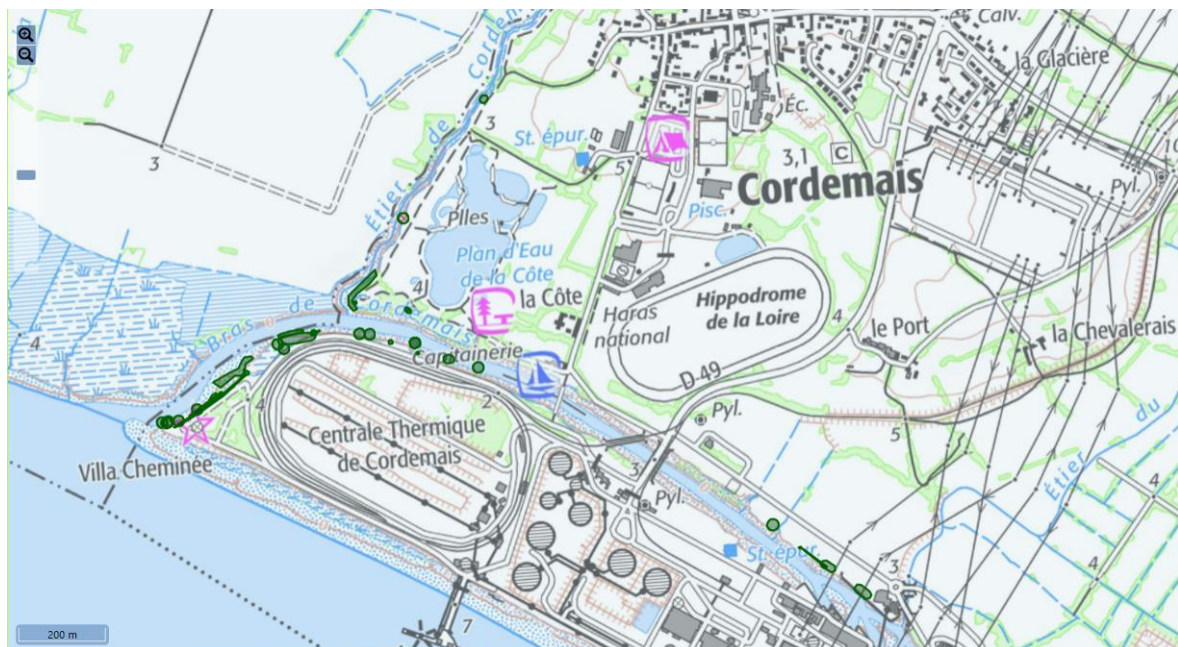 Calv.
la Glacière
Étier de Cordem
3
St. épur.
Éc.
3
5
3,1
C
Cordemais
10
Pyl.
Plles
Pisc.
Plan d'Eau
de la Côte
4
la Côte
Haras
national
Hippodrome
de la Loire
4
le Port
la Chevalerais
Bras de Cordemais
4
Capitainerie
D 49
2
4
Pyl.
5
Étier du
Centrale Thermique
de Cordemais
Villa Cheminée
3
Pyl.
4
St. épur.
3
4
7
200 m